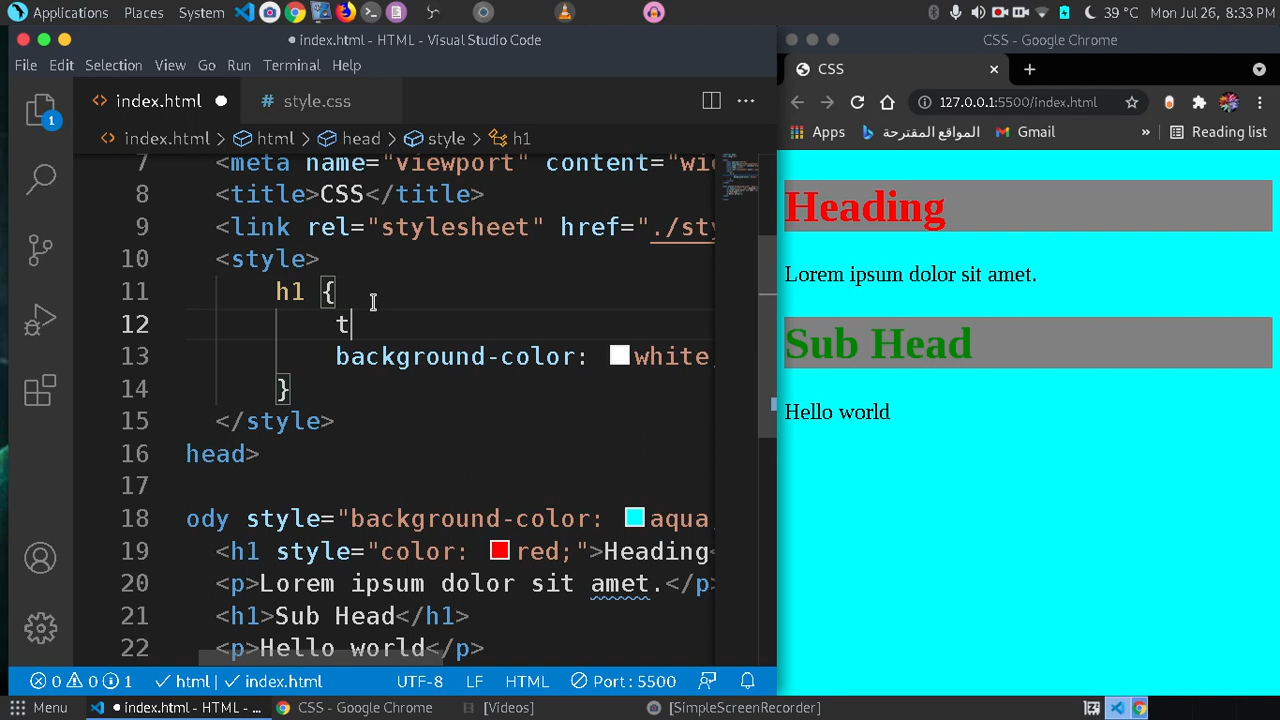 Applications Places System 39 °C Mon Jul 26, 8:33 PM
index.html - HTML - Visual Studio Code
File Edit Selection View Go Run Terminal Help
<> index.html ● # style.css ···
<> index.html > html > head > style > h1
7 <meta name="viewport" content="wi
8 <title>CSS</title>
9 <link rel="stylesheet" href="./sty
10 <style>
11 h1 {
12 t
13 background-color: white;
14 }
15 </style>
16 head>
17
18 ody style="background-color: aqua;
19 <h1 style="color: red;">Heading<
20 <p>Lorem ipsum dolor sit amet.</p>
21 <h1>Sub Head</h1>
22 <p>Hello world</p>
1
0 0 1 html | index.html UTF-8 LF HTML Port : 5500
CSS - Google Chrome
CSS
127.0.0.1:5500/index.html
Apps المواقع المقترحة Gmail » Reading list
Heading
Lorem ipsum dolor sit amet.
Sub Head
Hello world
Menu index.html - HTML - ... CSS - Google Chrome [Videos] [SimpleScreenRecorder]